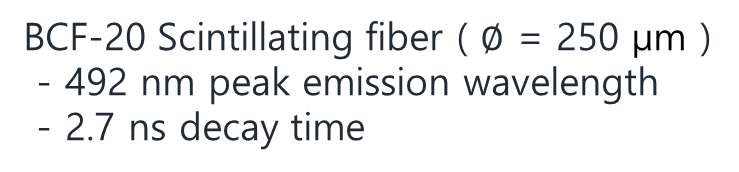 BCF-20 Scintillating fiber ( Ø = 250 μm )
- 492 nm peak emission wavelength
- 2.7 ns decay time